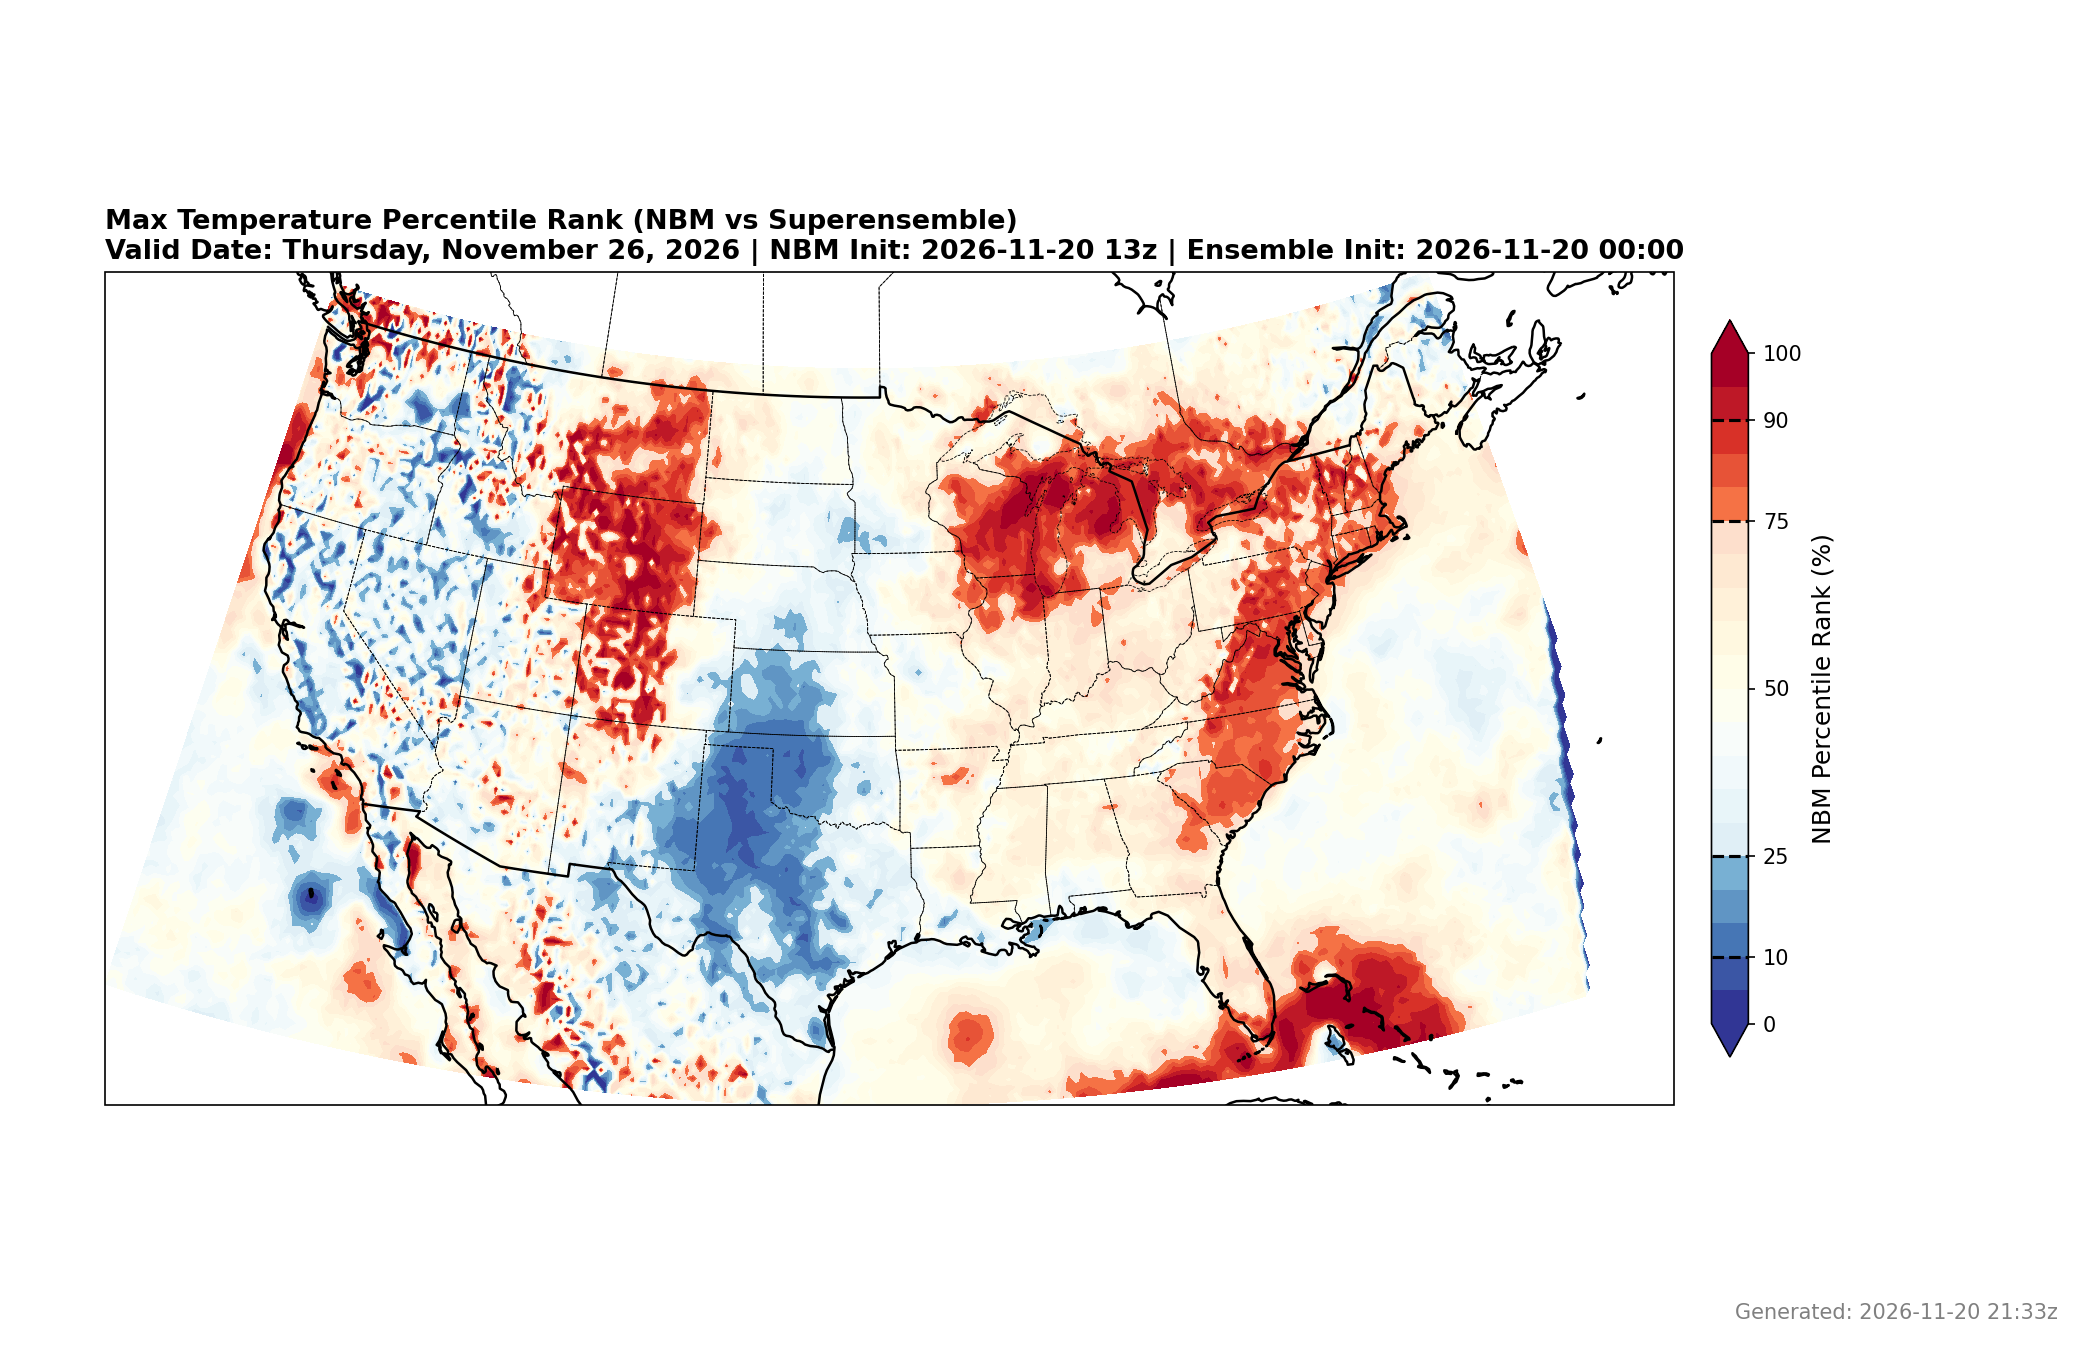 Max Temperature Percentile Rank (NBM vs Superensemble)
Valid Date: Thursday, November 26, 2026 | NBM Init: 2026-11-20 13z | Ensemble Init: 2026-11-20 00:00
100
90
75
50
25
10
0
NBM Percentile Rank (%)
Generated: 2026-11-20 21:33z